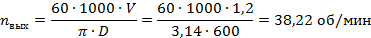 n_вых = (60 · 1000 · V) / (π · D) = (60 · 1000 · 1,2) / (3,14 · 600) = 38,22 об/мин